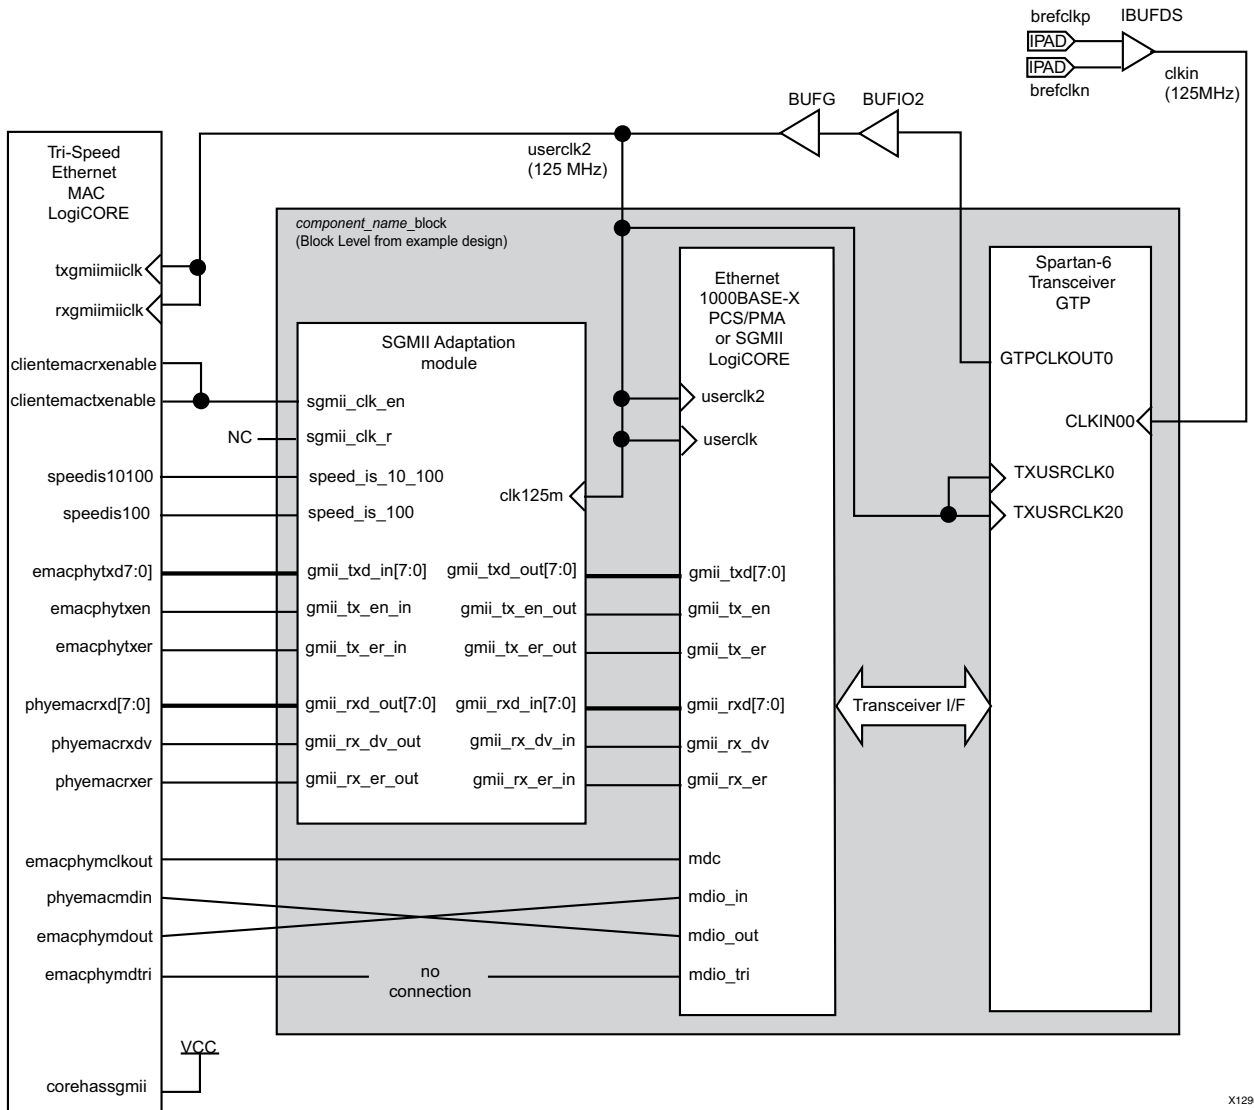 brefclkp
IBUFDS
IPAD
IPAD
brefclkn
clkin
(125MHz)
BUFG
BUFIO2
userclk2
(125 MHz)
Tri-Speed
Ethernet
MAC
LogiCORE
txgmiimiiclk
rxgmiimiiclk
clientemacrxenable
clientemactxenable
speedis10100
speedis100
emacphytxd7:0]
emacphytxen
emacphytxer
phyemacrxd[7:0]
phyemacrxdv
phyemacrxer
emacphymclkout
phyemacmdin
emacphymdout
emacphymdtri
corehassgmii
VCC
component_name_block
(Block Level from example design)
SGMII Adaptation
module
NC
sgmii_clk_en
sgmii_clk_r
speed_is_10_100
speed_is_100
clk125m
gmii_txd_in[7:0]
gmii_txd_out[7:0]
gmii_tx_en_in
gmii_tx_en_out
gmii_tx_er_in
gmii_tx_er_out
gmii_rxd_out[7:0]
gmii_rxd_in[7:0]
gmii_rx_dv_out
gmii_rx_dv_in
gmii_rx_er_out
gmii_rx_er_in
no
connection
Ethernet
1000BASE-X
PCS/PMA
or SGMII
LogiCORE
userclk2
userclk
gmii_txd[7:0]
gmii_tx_en
gmii_tx_er
gmii_rxd[7:0]
gmii_rx_dv
gmii_rx_er
mdc
mdio_in
mdio_out
mdio_tri
Transceiver I/F
Spartan-6
Transceiver
GTP
GTPCLKOUT0
CLKIN00
TXUSRCLK0
TXUSRCLK20
X129